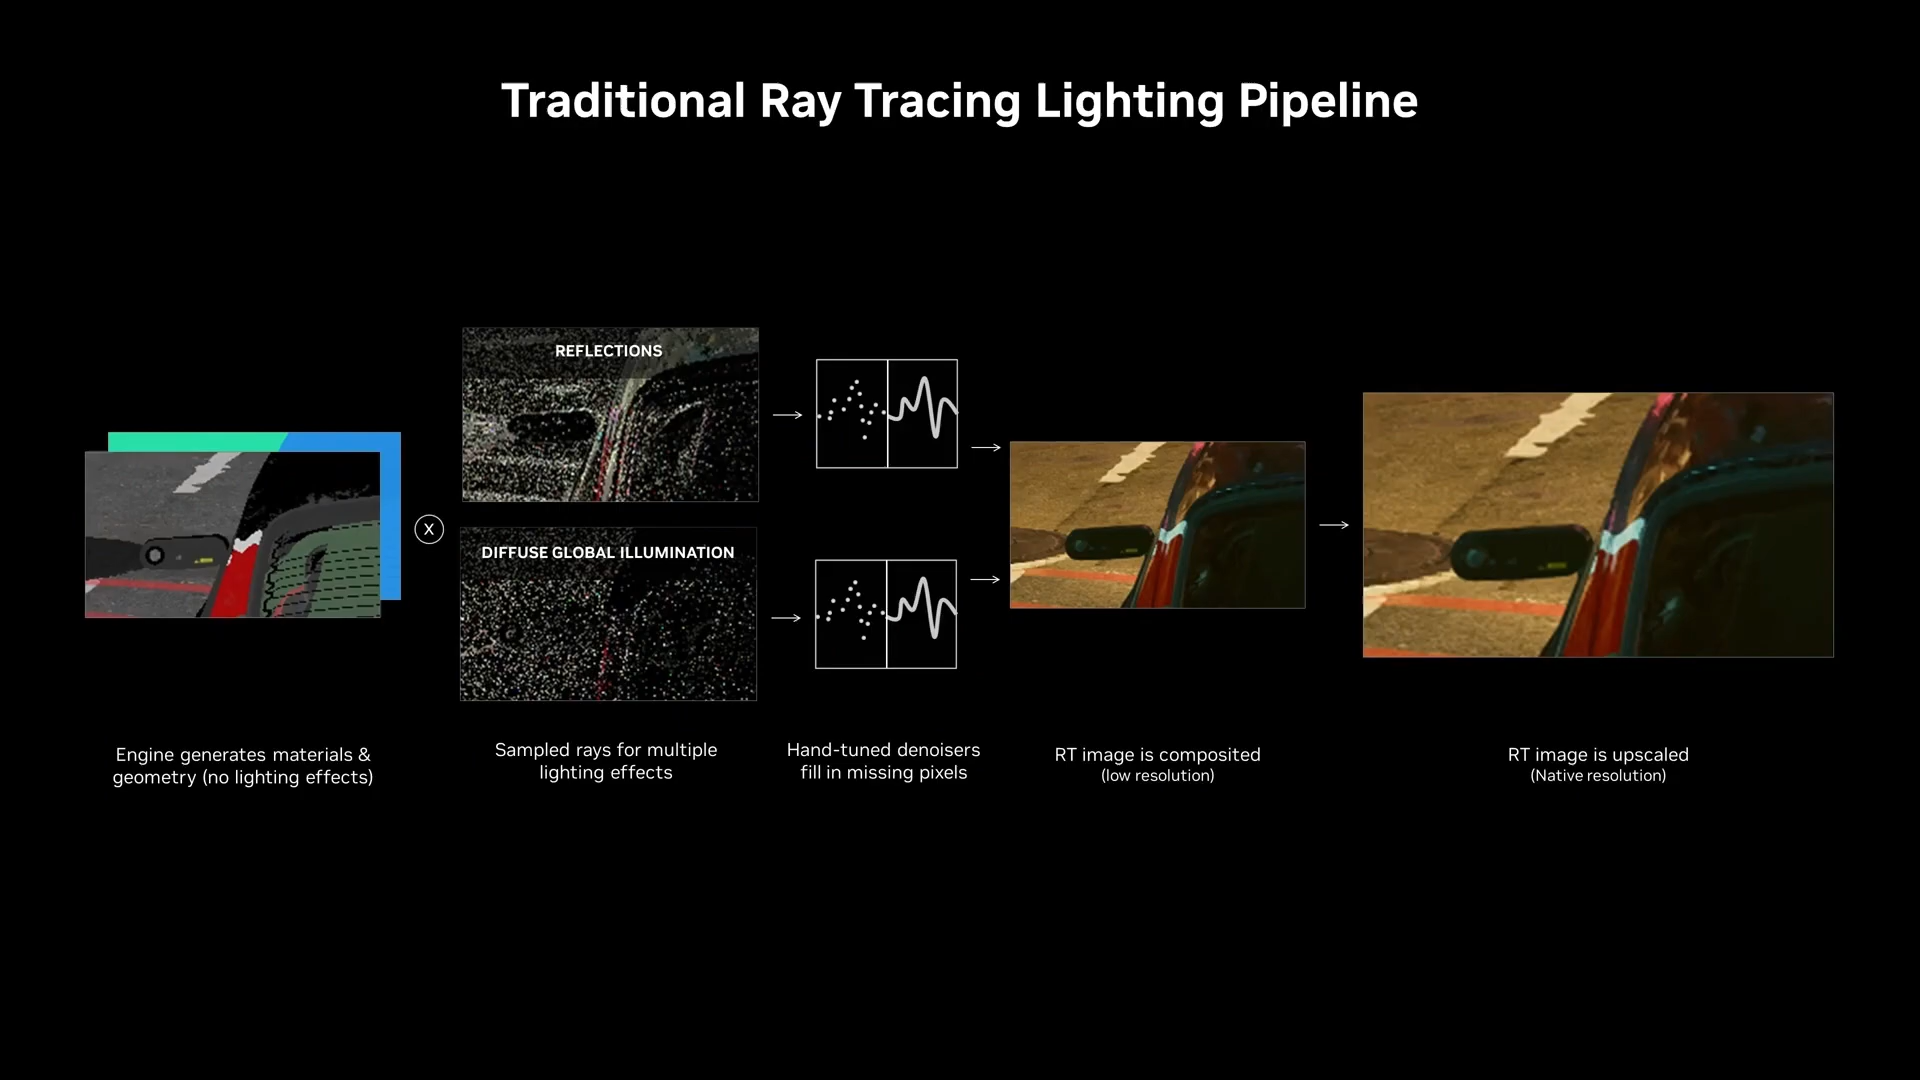 Traditional Ray Tracing Lighting Pipeline
REFLECTIONS
DIFFUSE GLOBAL ILLUMINATION
X
Engine generates materials &
geometry (no lighting effects)
Sampled rays for multiple
lighting effects
Hand-tuned denoisers
fill in missing pixels
RT image is composited
(low resolution)
RT image is upscaled
(Native resolution)